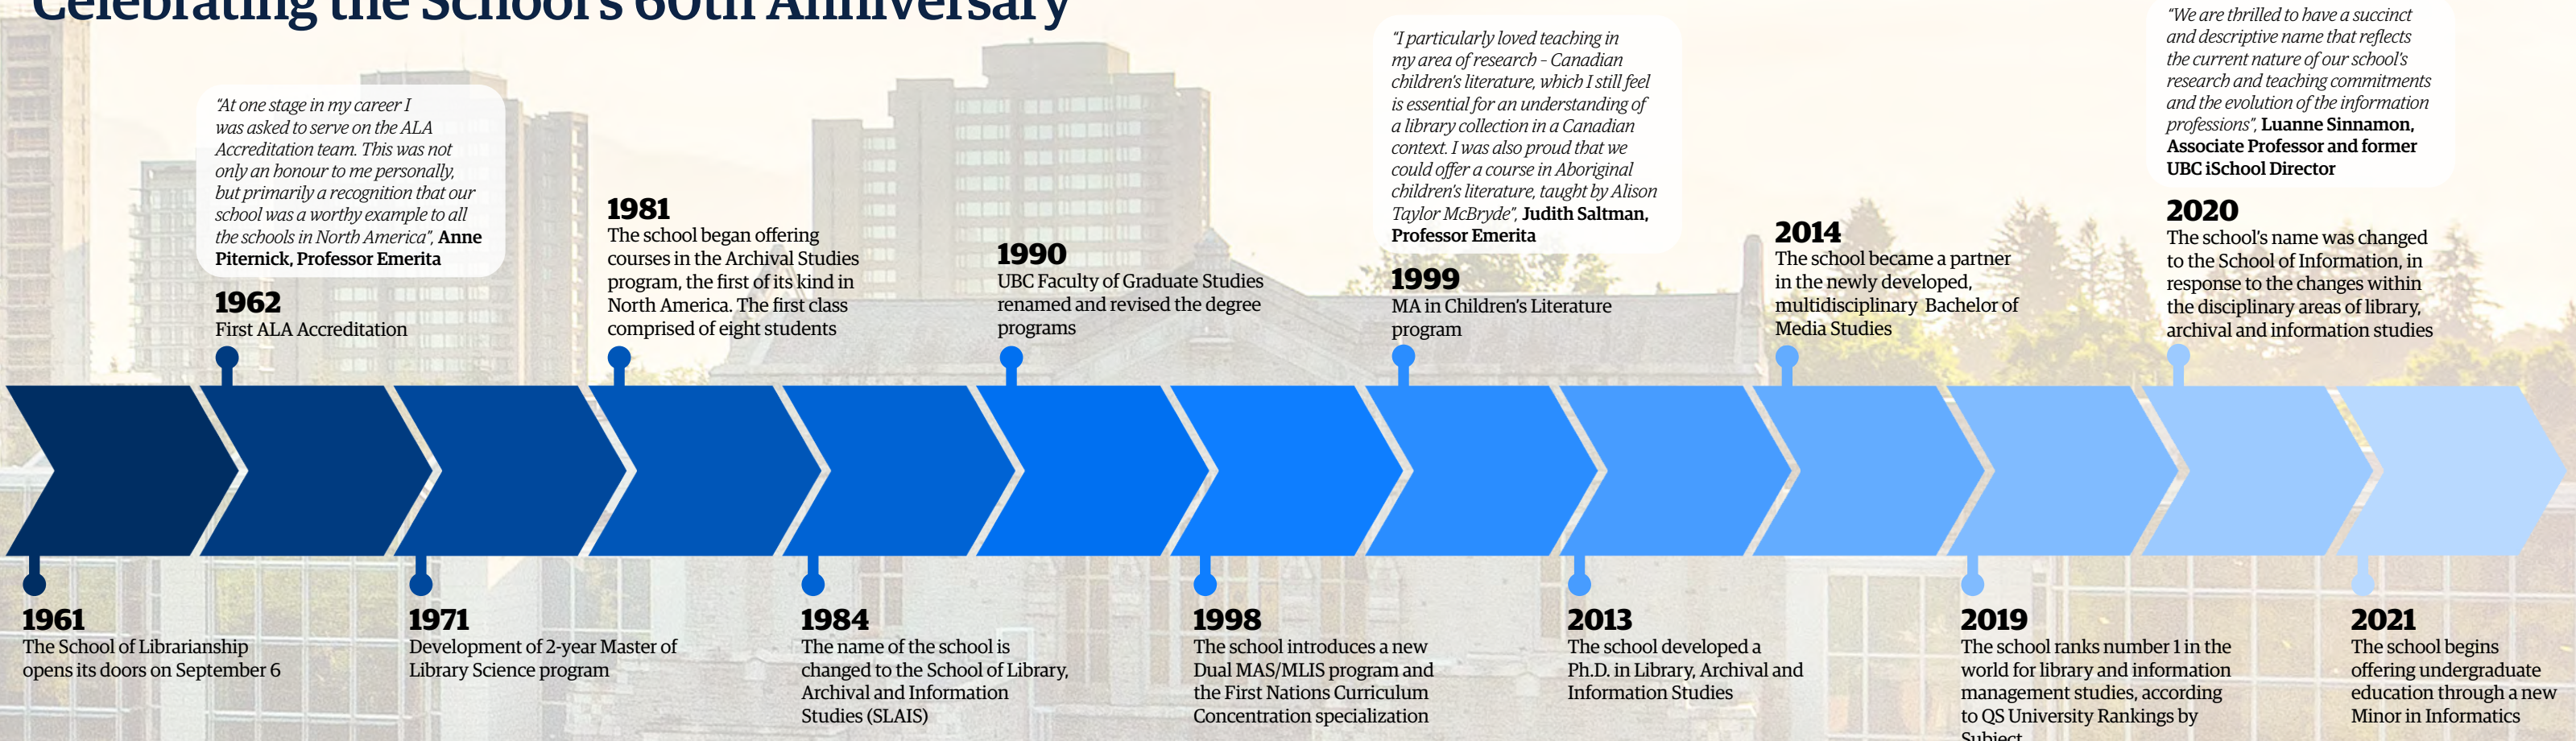 Celebrating the School's 60th Anniversary
"At one stage in my career I
was asked to serve on the ALA
Accreditation team. This was not
only an honour to me personally,
but primarily a recognition that our
school was a worthy example to all
the schools in North America", Anne
Piternick, Professor Emerita
1962
First ALA Accreditation
1981
The school began offering
courses in the Archival Studies
program, the first of its kind in
North America. The first class
comprised of eight students
1990
UBC Faculty of Graduate Studies
renamed and revised the degree
programs
"I particularly loved teaching in
my area of research – Canadian
children's literature, which I still feel
is essential for an understanding of
a library collection in a Canadian
context. I was also proud that we
could offer a course in Aboriginal
children's literature, taught by Alison
Taylor McBryde", Judith Saltman,
Professor Emerita
1999
MA in Children's Literature
program
2014
The school became a partner
in the newly developed,
multidisciplinary Bachelor of
Media Studies
"We are thrilled to have a succinct
and descriptive name that reflects
the current nature of our school's
research and teaching commitments
and the evolution of the information
professions", Luanne Sinnamon,
Associate Professor and former
UBC iSchool Director
2020
The school's name was changed
to the School of Information, in
response to the changes within
the disciplinary areas of library,
archival and information studies
1961
The School of Librarianship
opens its doors on September 6
1971
Development of 2-year Master of
Library Science program
1984
The name of the school is
changed to the School of Library,
Archival and Information
Studies (SLAIS)
1998
The school introduces a new
Dual MAS/MLIS program and
the First Nations Curriculum
Concentration specialization
2013
The school developed a
Ph.D. in Library, Archival and
Information Studies
2019
The school ranks number 1 in the
world for library and information
management studies, according
to QS University Rankings by
Subject
2021
The school begins
offering undergraduate
education through a new
Minor in Informatics